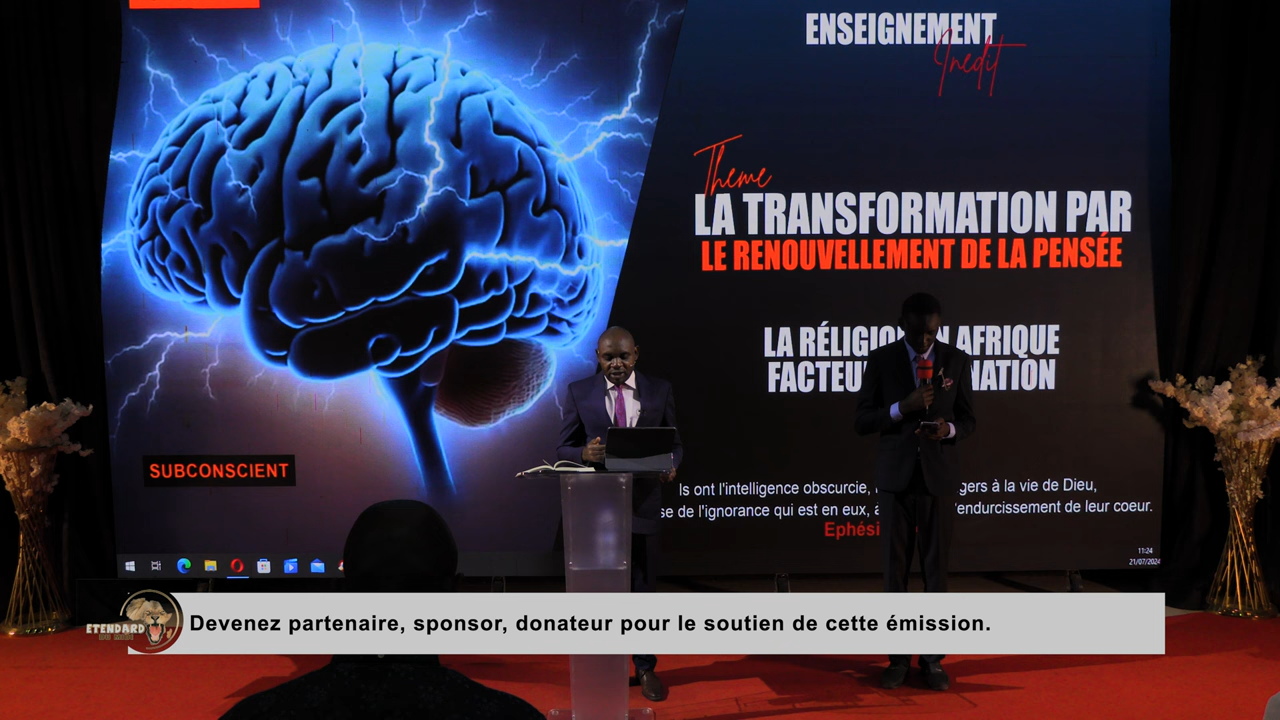 ENSEIGNEMENT
Inédit
Theme
LA TRANSFORMATION PAR
LE RENOUVELLEMENT DE LA PENSÉE
LA RÉLIGION N AFRIQUE
FACTEU NATION
SUBCONSCIENT
ls ont l'intelligence obscurcie, gers à la vie de Dieu,
se de l'ignorance qui est en eux, à 'endurcissement de leur coeur.
Ephési
11:24
21/07/2024
ETENDARD
Devenez partenaire, sponsor, donateur pour le soutien de cette émission.